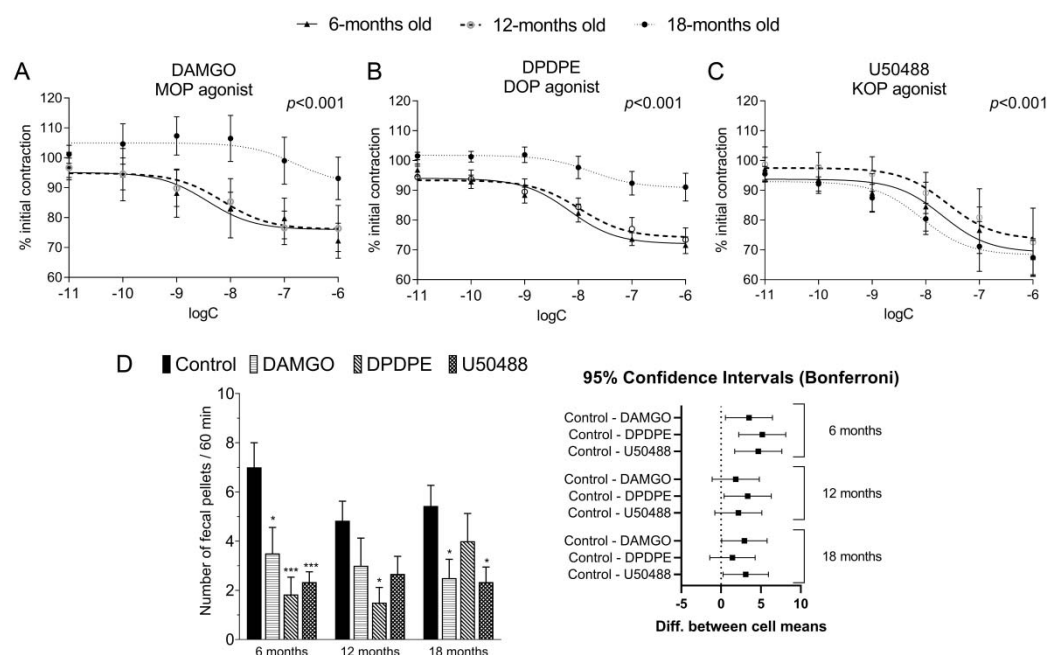 6-months old 12-months old 18-months old
A
DAMGO
MOP agonist
p<0.001
% initial contraction
120
110
100
90
80
70
60
-11 -10 -9 -8 -7 -6
logC
B
DPDPE
DOP agonist
p<0.001
% initial contraction
120
110
100
90
80
70
60
-11 -10 -9 -8 -7 -6
logC
C
U50488
KOP agonist
p<0.001
% initial contraction
120
110
100
90
80
70
60
-11 -10 -9 -8 -7 -6
logC
D
Control DAMGO DPDPE U50488
Number of fecal pellets / 60 min
10
8
6
4
2
0
* *** ***
*
* *
6 months 12 months 18 months
95% Confidence Intervals (Bonferroni)
Control - DAMGO
Control - DPDPE
Control - U50488
6 months
Control - DAMGO
Control - DPDPE
Control - U50488
12 months
Control - DAMGO
Control - DPDPE
Control - U50488
18 months
-5 0 5 10
Diff. between cell means